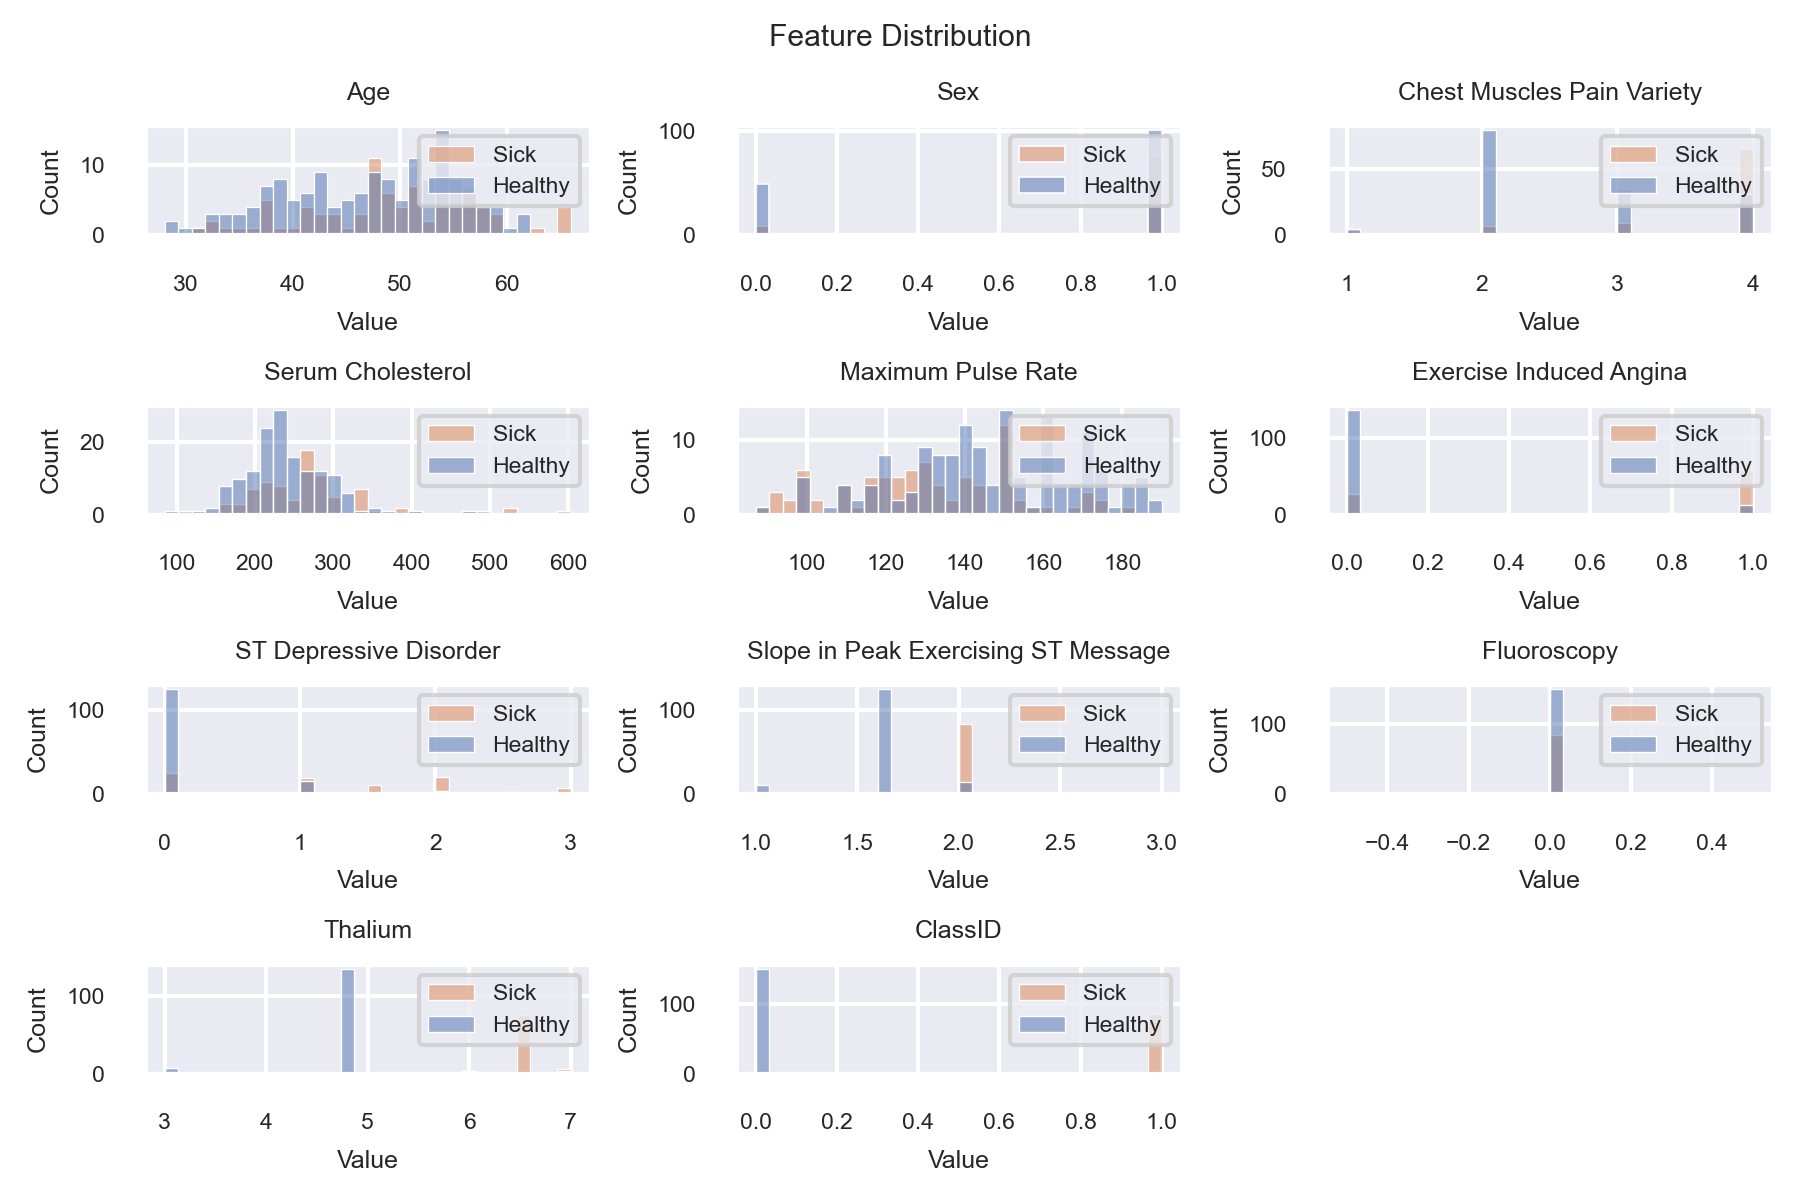 Feature Distribution
Age
Sex
Chest Muscles Pain Variety
Count
10
0
Sick
Healthy
30 40 50 60
Value
Count
100
0
Sick
Healthy
0.0 0.2 0.4 0.6 0.8 1.0
Value
Count
50
0
Sick
Healthy
1 2 3 4
Value
Serum Cholesterol
Maximum Pulse Rate
Exercise Induced Angina
Count
20
0
Sick
Healthy
100 200 300 400 500 600
Value
Count
10
0
Sick
Healthy
100 120 140 160 180
Value
Count
100
0
Sick
Healthy
0.0 0.2 0.4 0.6 0.8 1.0
Value
ST Depressive Disorder
Slope in Peak Exercising ST Message
Fluoroscopy
Count
100
0
Sick
Healthy
0 1 2 3
Value
Count
100
0
Sick
Healthy
1.0 1.5 2.0 2.5 3.0
Value
Count
100
0
Sick
Healthy
−0.4 −0.2 0.0 0.2 0.4
Value
Thalium
ClassID
Count
100
0
Sick
Healthy
3 4 5 6 7
Value
Count
100
0
Sick
Healthy
0.0 0.2 0.4 0.6 0.8 1.0
Value